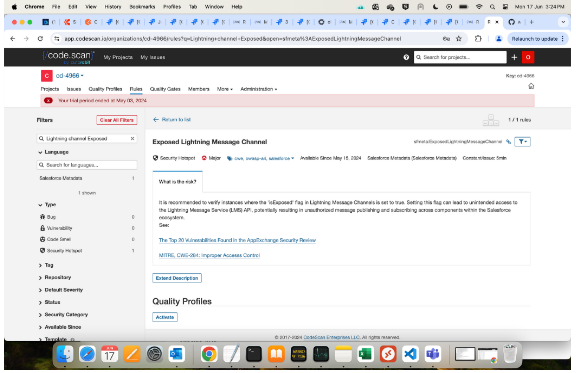 Chrome File Edit View History Bookmarks Profiles Tab Window Help Mon 17 Jun 3:24PM
app.codescan.io/organizations/cd-4966/rules?q=Lightning+channel+Exposed&open=sfmeta%3AExposedLightningMessageChannel Relaunch to update
code.scan My Projects My Issues Search for projects... O
C cd-4966
Key: cd-4966
Projects Issues Quality Profiles Rules Quality Gates Members More Administration
Your trial period ended at May 03, 2024
Filters Clear All Filters Return to list 1 / 1 rules
Lightning channel Exposed
Exposed Lightning Message Channel sfmeta:ExposedLightningMessageChannel
Language
Security Hotspot Major cwe, owasp-a4, salesforce Available Since May 15, 2024 Salesforce Metadata (Salesforce Metadata) Constant/issue: 5min
Search for languages...
Salesforce Metadata 1
1 shown
What is the risk?
It is recommended to verify instances where the 'isExposed' flag in Lightning Message Channels is set to true. Setting this flag can lead to unintended access to
the Lightning Message Service (LMS) API, potentially resulting in unauthorized message publishing and subscribing across components within the Salesforce
ecosystem.
See:
The Top 20 Vulnerabilities Found in the AppExchange Security Review
MITRE, CWE-284: Improper Access Control
Type
Bug 0
Vulnerability 0
Code Smell 0
Security Hotspot 1
Tag
Repository
Default Severity
Status
Security Category
Available Since
Template
Extend Description
Quality Profiles
Activate
© 2017-2024 CodeScan Enterprises LLC. All rights reserved.
17